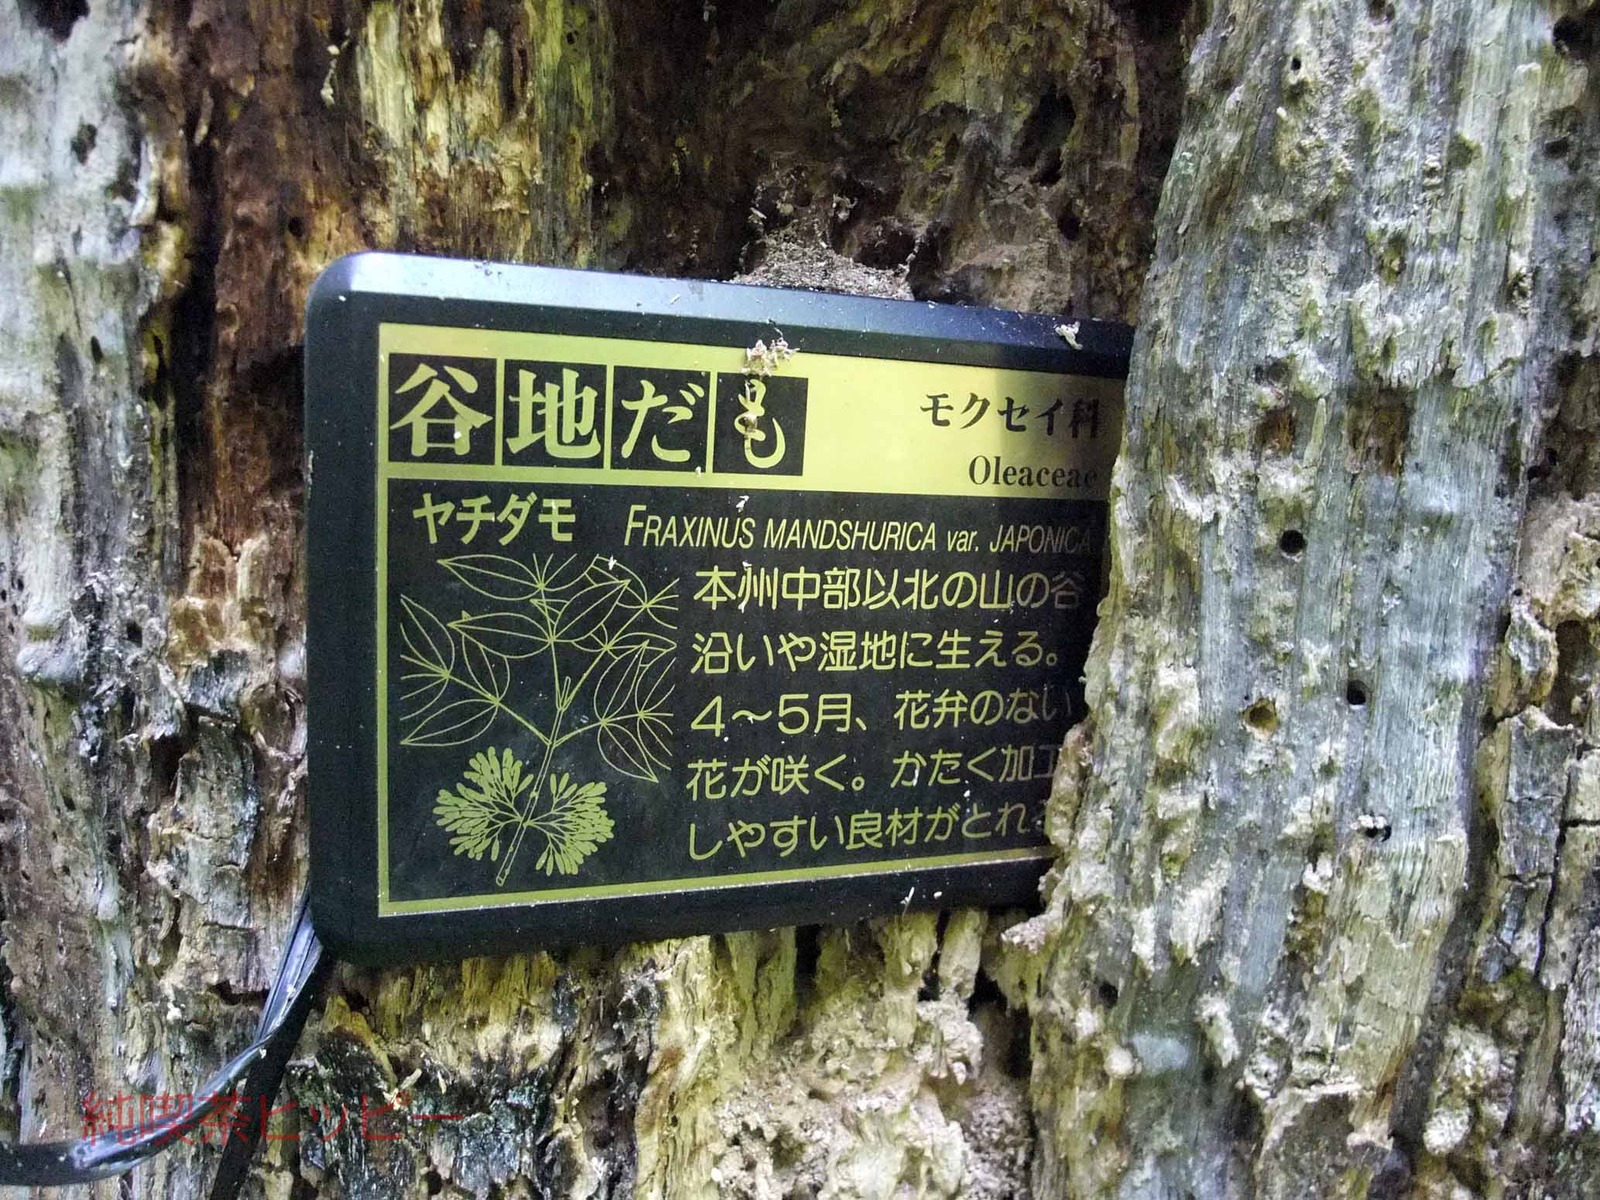 谷地だも
モクセイ科
Oleaceae
ヤチダモ
FRAXINUS MANDSHURICA var. JAPONICA
本州中部以北の山の谷
沿いや湿地に生える。
4～5月、花弁のない
花が咲く。かたく加工
しやすい良材がとれる
純喫茶ヒッピー